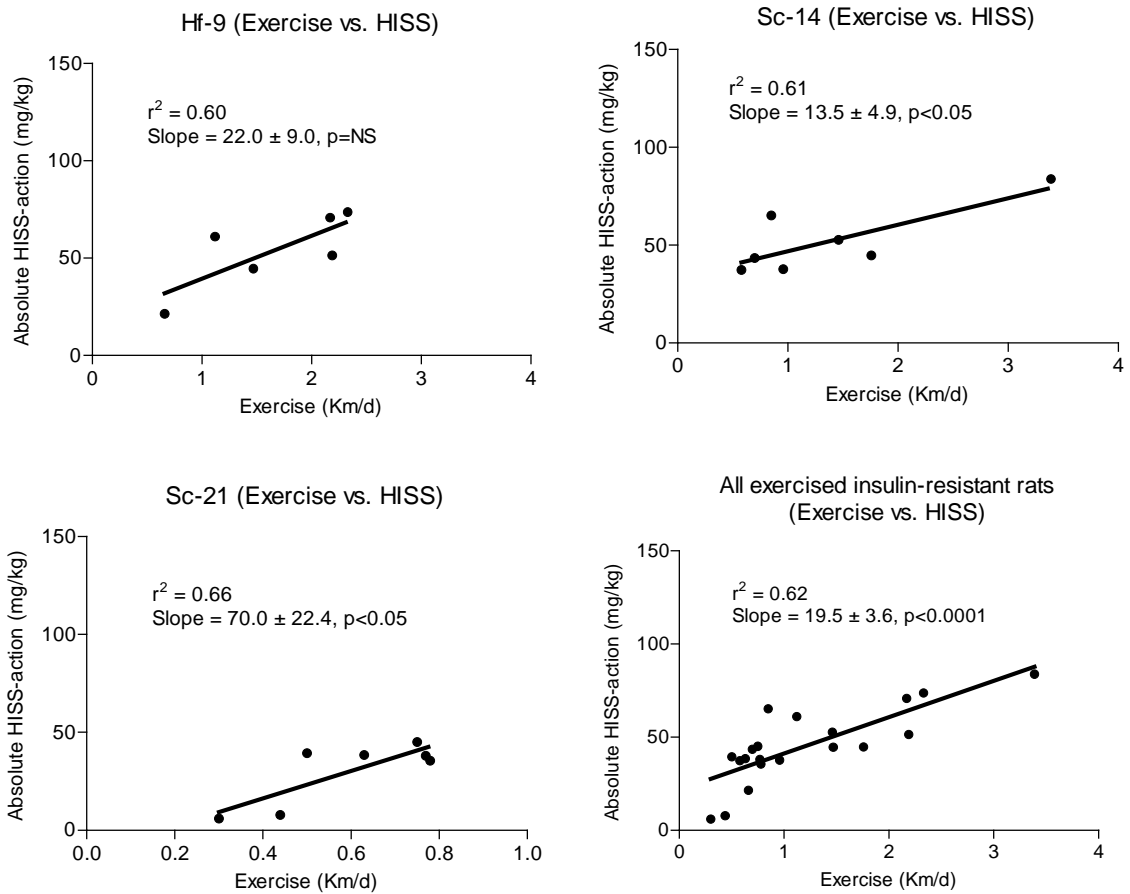 Hf-9 (Exercise vs. HISS)
Absolute HISS-action (mg/kg)
150
100
50
0
r² = 0.60
Slope = 22.0 ± 9.0, p=NS
0 1 2 3 4
Exercise (Km/d)
Sc-14 (Exercise vs. HISS)
Absolute HISS-action (mg/kg)
150
100
50
0
r² = 0.61
Slope = 13.5 ± 4.9, p<0.05
0 1 2 3 4
Exercise (Km/d)
Sc-21 (Exercise vs. HISS)
Absolute HISS-action (mg/kg)
150
100
50
0
r² = 0.66
Slope = 70.0 ± 22.4, p<0.05
0.0 0.2 0.4 0.6 0.8 1.0
Exercise (Km/d)
All exercised insulin-resistant rats
(Exercise vs. HISS)
Absolute HISS-action (mg/kg)
150
100
50
0
r² = 0.62
Slope = 19.5 ± 3.6, p<0.0001
0 1 2 3 4
Exercise (Km/d)